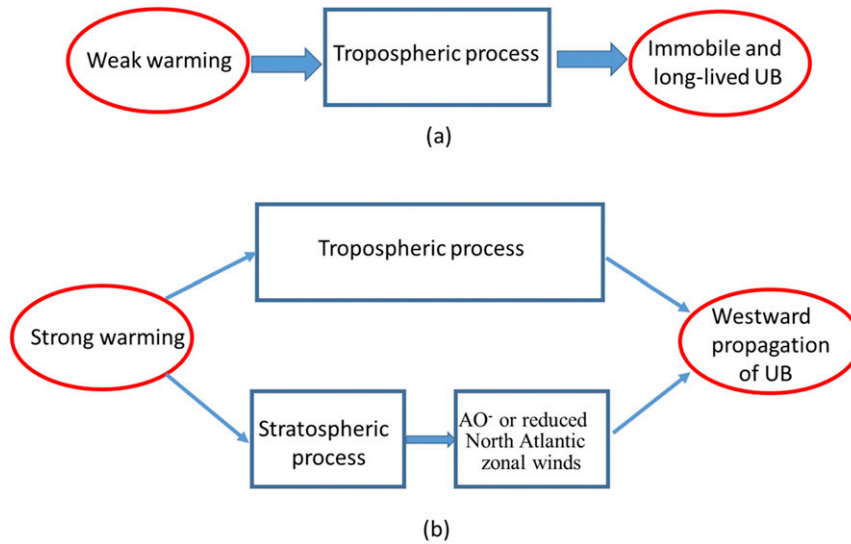 Weak warming
Tropospheric process
Immobile and
long-lived UB
(a)
Tropospheric process
Strong warming
Westward
propagation
of UB
Stratospheric
process
AO⁻ or reduced
North Atlantic
zonal winds
(b)